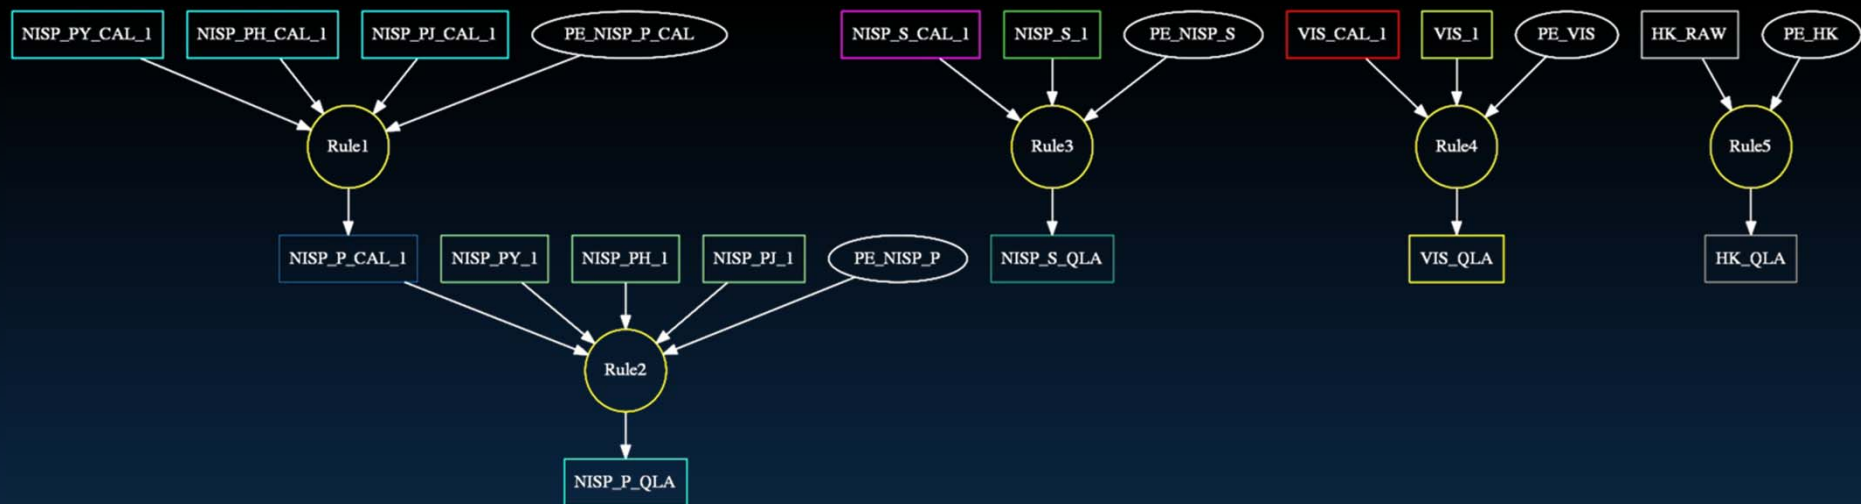 NISP_PY_CAL_1
NISP_PH_CAL_1
NISP_PJ_CAL_1
PE_NISP_P_CAL
NISP_S_CAL_1
NISP_S_1
PE_NISP_S
VIS_CAL_1
VIS_1
PE_VIS
HK_RAW
PE_HK
Rule1
Rule3
Rule4
Rule5
NISP_P_CAL_1
NISP_PY_1
NISP_PH_1
NISP_PJ_1
PE_NISP_P
NISP_S_QLA
VIS_QLA
HK_QLA
Rule2
NISP_P_QLA